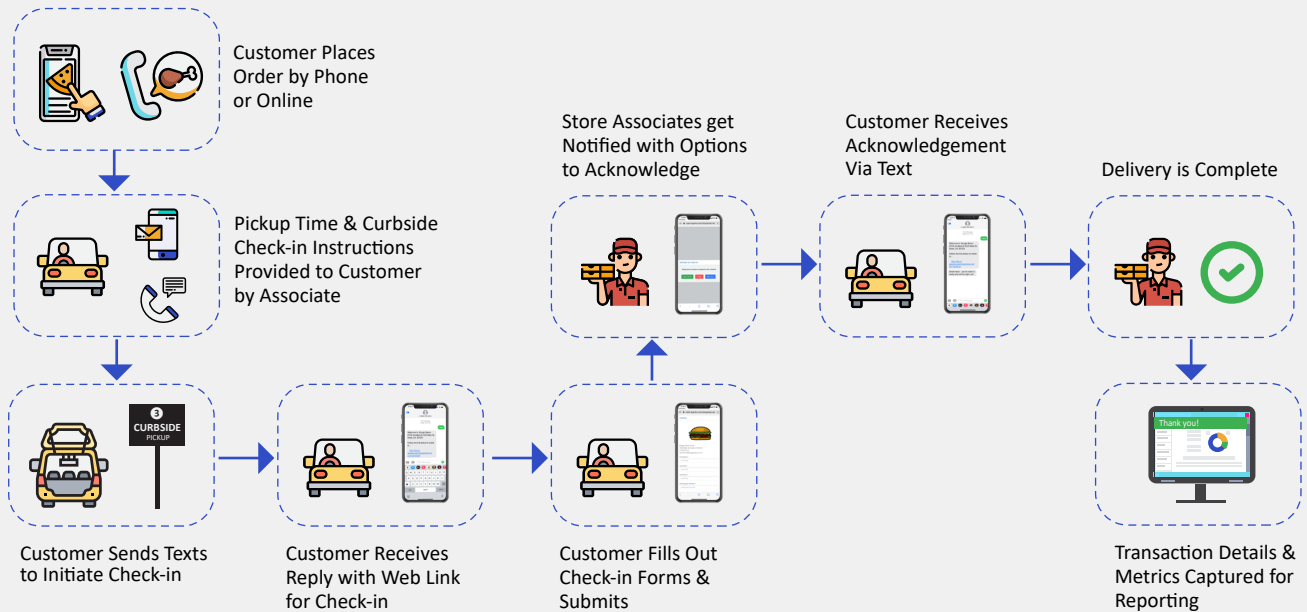 Customer Places
Order by Phone
or Online
Pickup Time & Curbside
Check-in Instructions
Provided to Customer
by Associate
3
CURBSIDE
PICKUP
Customer Sends Texts
to Initiate Check-in
Customer Receives
Reply with Web Link
for Check-in
Customer Fills Out
Check-in Forms &
Submits
Store Associates get
Notified with Options
to Acknowledge
Customer Receives
Acknowledgement
Via Text
Delivery is Complete
Thank you!
Transaction Details &
Metrics Captured for
Reporting